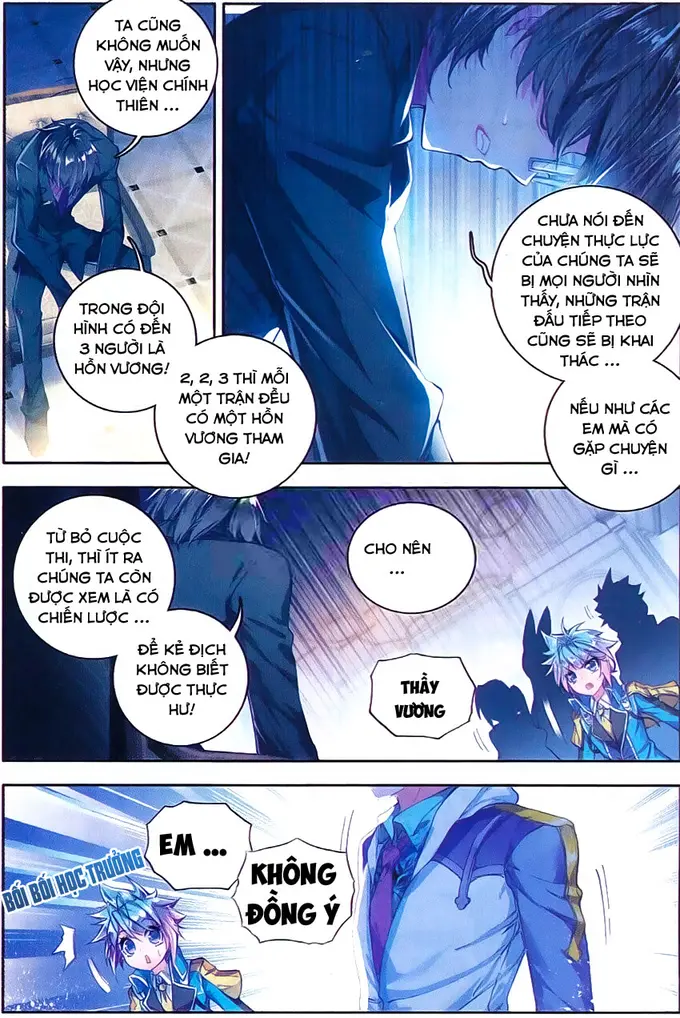 TA CŨNG
KHÔNG MUỐN
VẬY, NHƯNG
HỌC VIỆN CHÍNH
THIÊN ...
CHƯA NÓI ĐẾN
CHUYỆN THỰC LỰC
CỦA CHÚNG TA SẼ
BỊ MỌI NGƯỜI NHÌN
THẤY, NHỮNG TRẬN
ĐẤU TIẾP THEO
CŨNG SẼ BỊ KHAI
THÁC ...
TRONG ĐỘI
HÌNH CÓ ĐẾN
3 NGƯỜI LÀ
HỒN VƯƠNG!
2, 2, 3 THÌ MỖI
MỘT TRẬN ĐỀU
CÓ MỘT HỒN
VƯƠNG THAM
GIA!
NẾU NHƯ CÁC
EM MÀ CÓ
GẶP CHUYỆN
GÌ ...
TỪ BỎ CUỘC
THI, THÌ ÍT RA
CHÚNG TA CÒN
ĐƯỢC XEM LÀ CÓ
CHIẾN LƯỢC ...
ĐỂ KẺ ĐỊCH
KHÔNG BIẾT
ĐƯỢC THỰC
HƯ!
CHO NÊN
...
THẦY
VƯƠNG
BỐI BỐI HỌC TRƯỞNG
EM ...
KHÔNG
ĐỒNG Ý